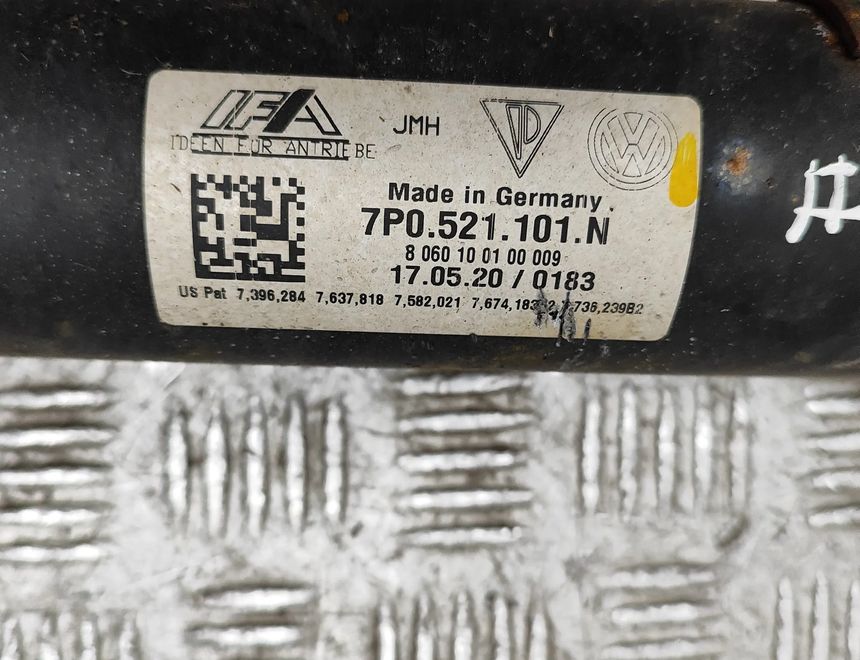 IFA
IDEEN FÜR ANTRIEBE
JMH
Made in Germany
7P0.521.101.N
8 060 10 01 00 009
17.05.20 / 0183
US Pat 7,396,284 7,637,818 7,582,021